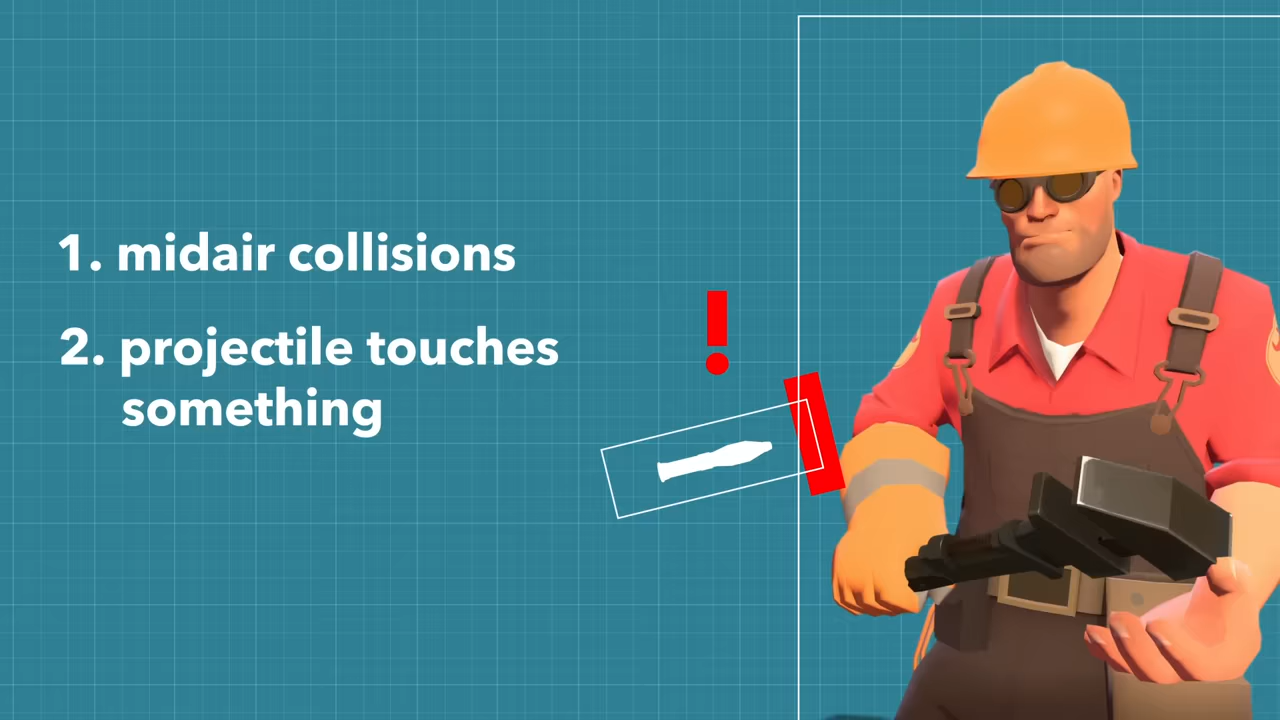 1. midair collisions
2. projectile touches
something
!